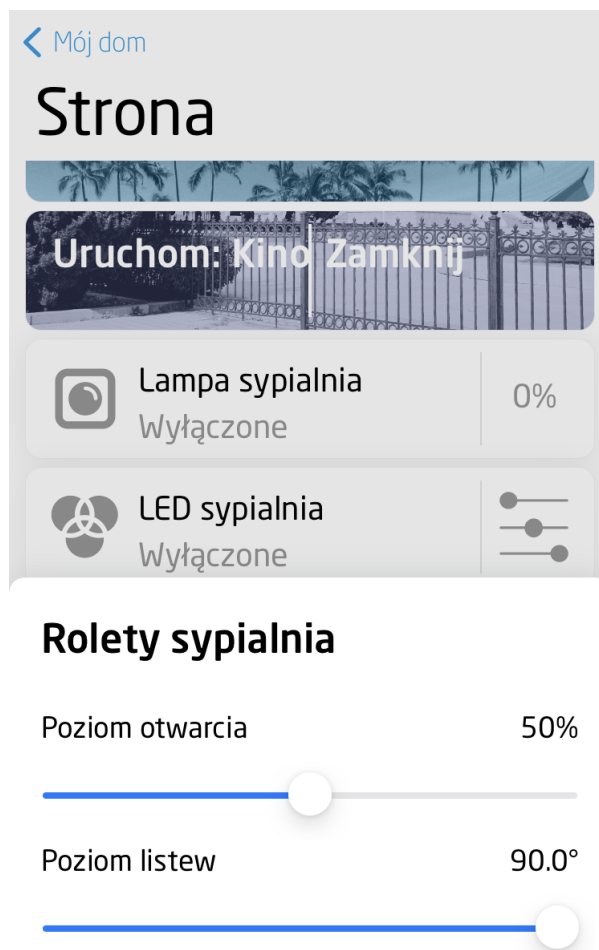 Mój dom
Strona
Uruchom: Kino Zamknij
Lampa sypialnia
Wyłączone
0%
LED sypialnia
Wyłączone
Rolety sypialnia
Poziom otwarcia 50%
Poziom listew 90.0°